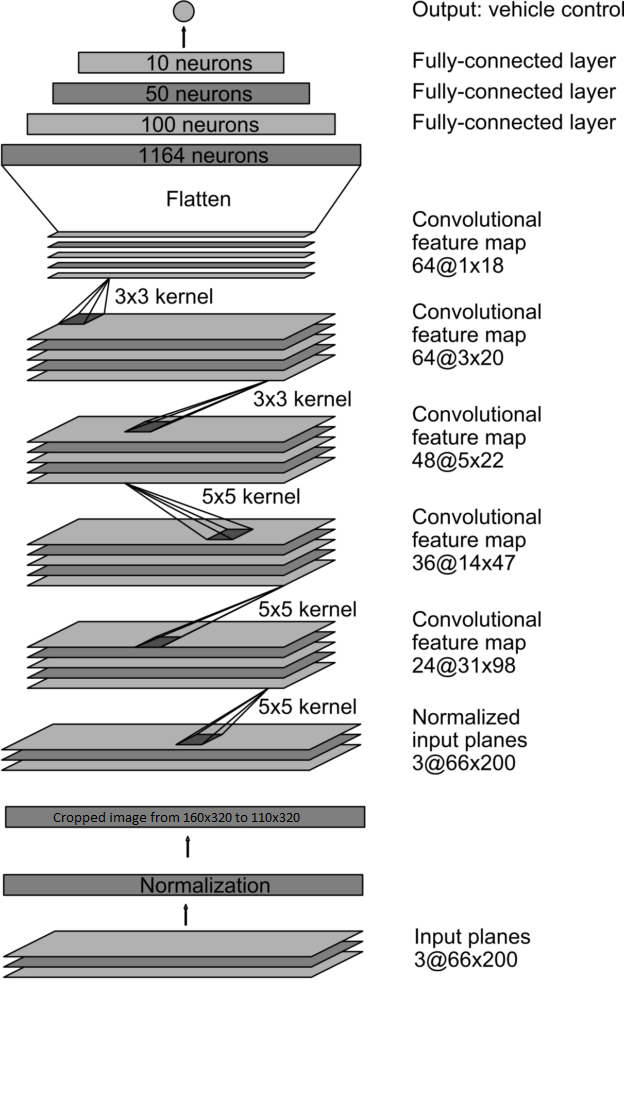 Output: vehicle control
10 neurons
Fully-connected layer
50 neurons
Fully-connected layer
100 neurons
Fully-connected layer
1164 neurons
Flatten
Convolutional
feature map
64@1x18
3x3 kernel
Convolutional
feature map
64@3x20
3x3 kernel
Convolutional
feature map
48@5x22
5x5 kernel
Convolutional
feature map
36@14x47
5x5 kernel
Convolutional
feature map
24@31x98
5x5 kernel
Normalized
input planes
3@66x200
Cropped image from 160x320 to 110x320
Normalization
Input planes
3@66x200